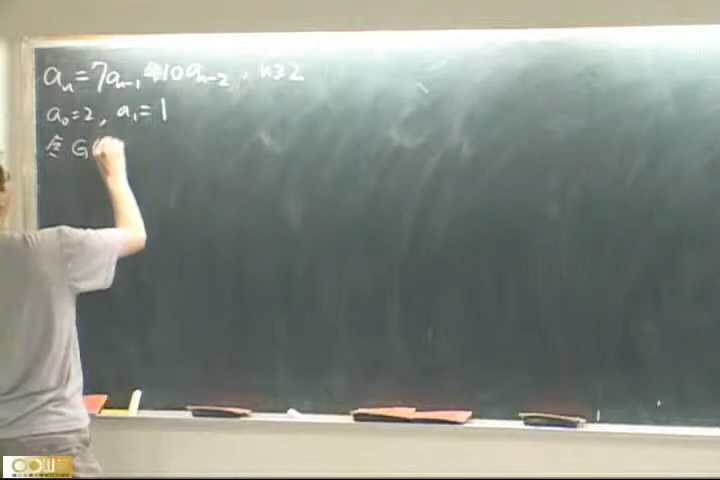 aₙ = 7aₙ₋₁ 10aₙ₋₂ , n≥2
a₀=2, a₁=1
令 G